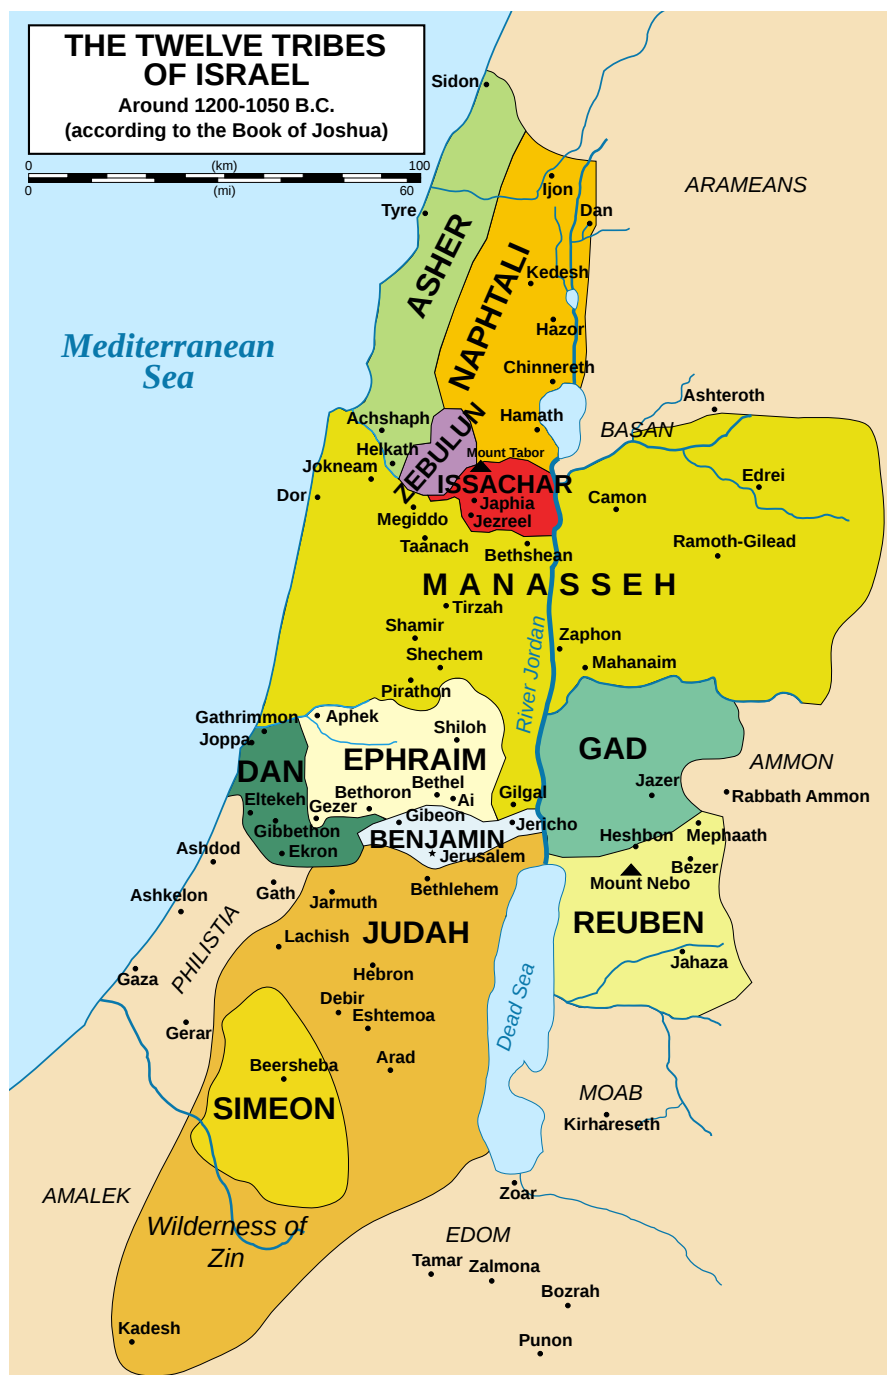 THE TWELVE TRIBES
OF ISRAEL
Around 1200-1050 B.C.
(according to the Book of Joshua)
0 (km) 100
0 (mi) 60
Sidon
Ijon
ARAMEANS
Tyre
Dan
ASHER
NAPHTALI
Kedesh
Hazor
Mediterranean
Sea
Chinnereth
Ashteroth
Achshaph
Hamath
BASAN
ZEBULUN
Helkath
Mount Tabor
Jokneam
ISSACHAR
Edrei
Dor
Japhia
Camon
Megiddo
Jezreel
Taanach
Bethshean
Ramoth-Gilead
MANASSEH
Tirzah
Shamir
Zaphon
Shechem
Mahanaim
River Jordan
Pirathon
Gathrimmon
Aphek
Joppa
Shiloh
GAD
DAN
EPHRAIM
AMMON
Bethel
Jazer
Eltekeh
Bethoron
Ai
Gilgal
Rabbath Ammon
Gezer
Gibeon
Jericho
Gibbethon
BENJAMIN
Heshbon
Mephaath
Ashdod
Ekron
Jerusalem
Bezer
Gath
Bethlehem
Mount Nebo
Ashkelon
Jarmuth
REUBEN
PHILISTIA
Lachish
JUDAH
Jahaza
Gaza
Hebron
Debir
Dead Sea
Eshtemoa
Gerar
Beersheba
Arad
SIMEON
MOAB
Kirhareseth
AMALEK
Zoar
Wilderness of
Zin
EDOM
Tamar
Zalmona
Bozrah
Kadesh
Punon